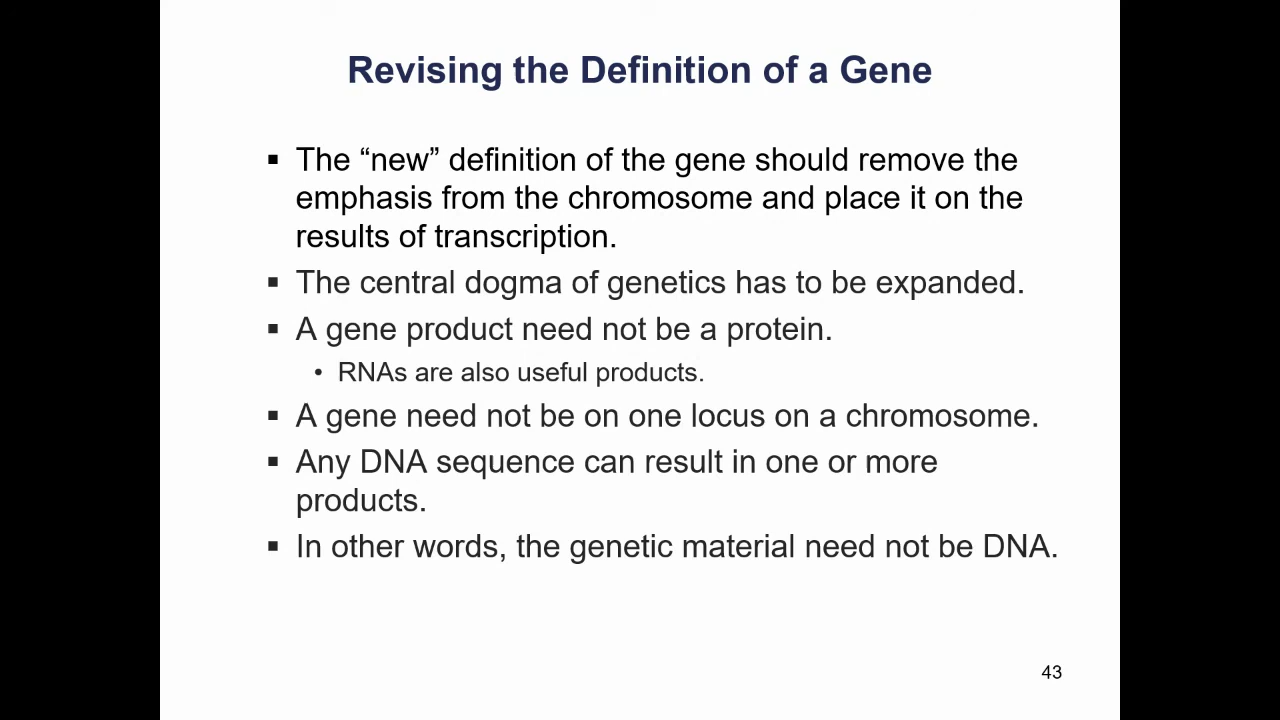 Revising the Definition of a Gene
▪ The “new” definition of the gene should remove the
emphasis from the chromosome and place it on the
results of transcription.
▪ The central dogma of genetics has to be expanded.
▪ A gene product need not be a protein.
• RNAs are also useful products.
▪ A gene need not be on one locus on a chromosome.
▪ Any DNA sequence can result in one or more
products.
▪ In other words, the genetic material need not be DNA.
43